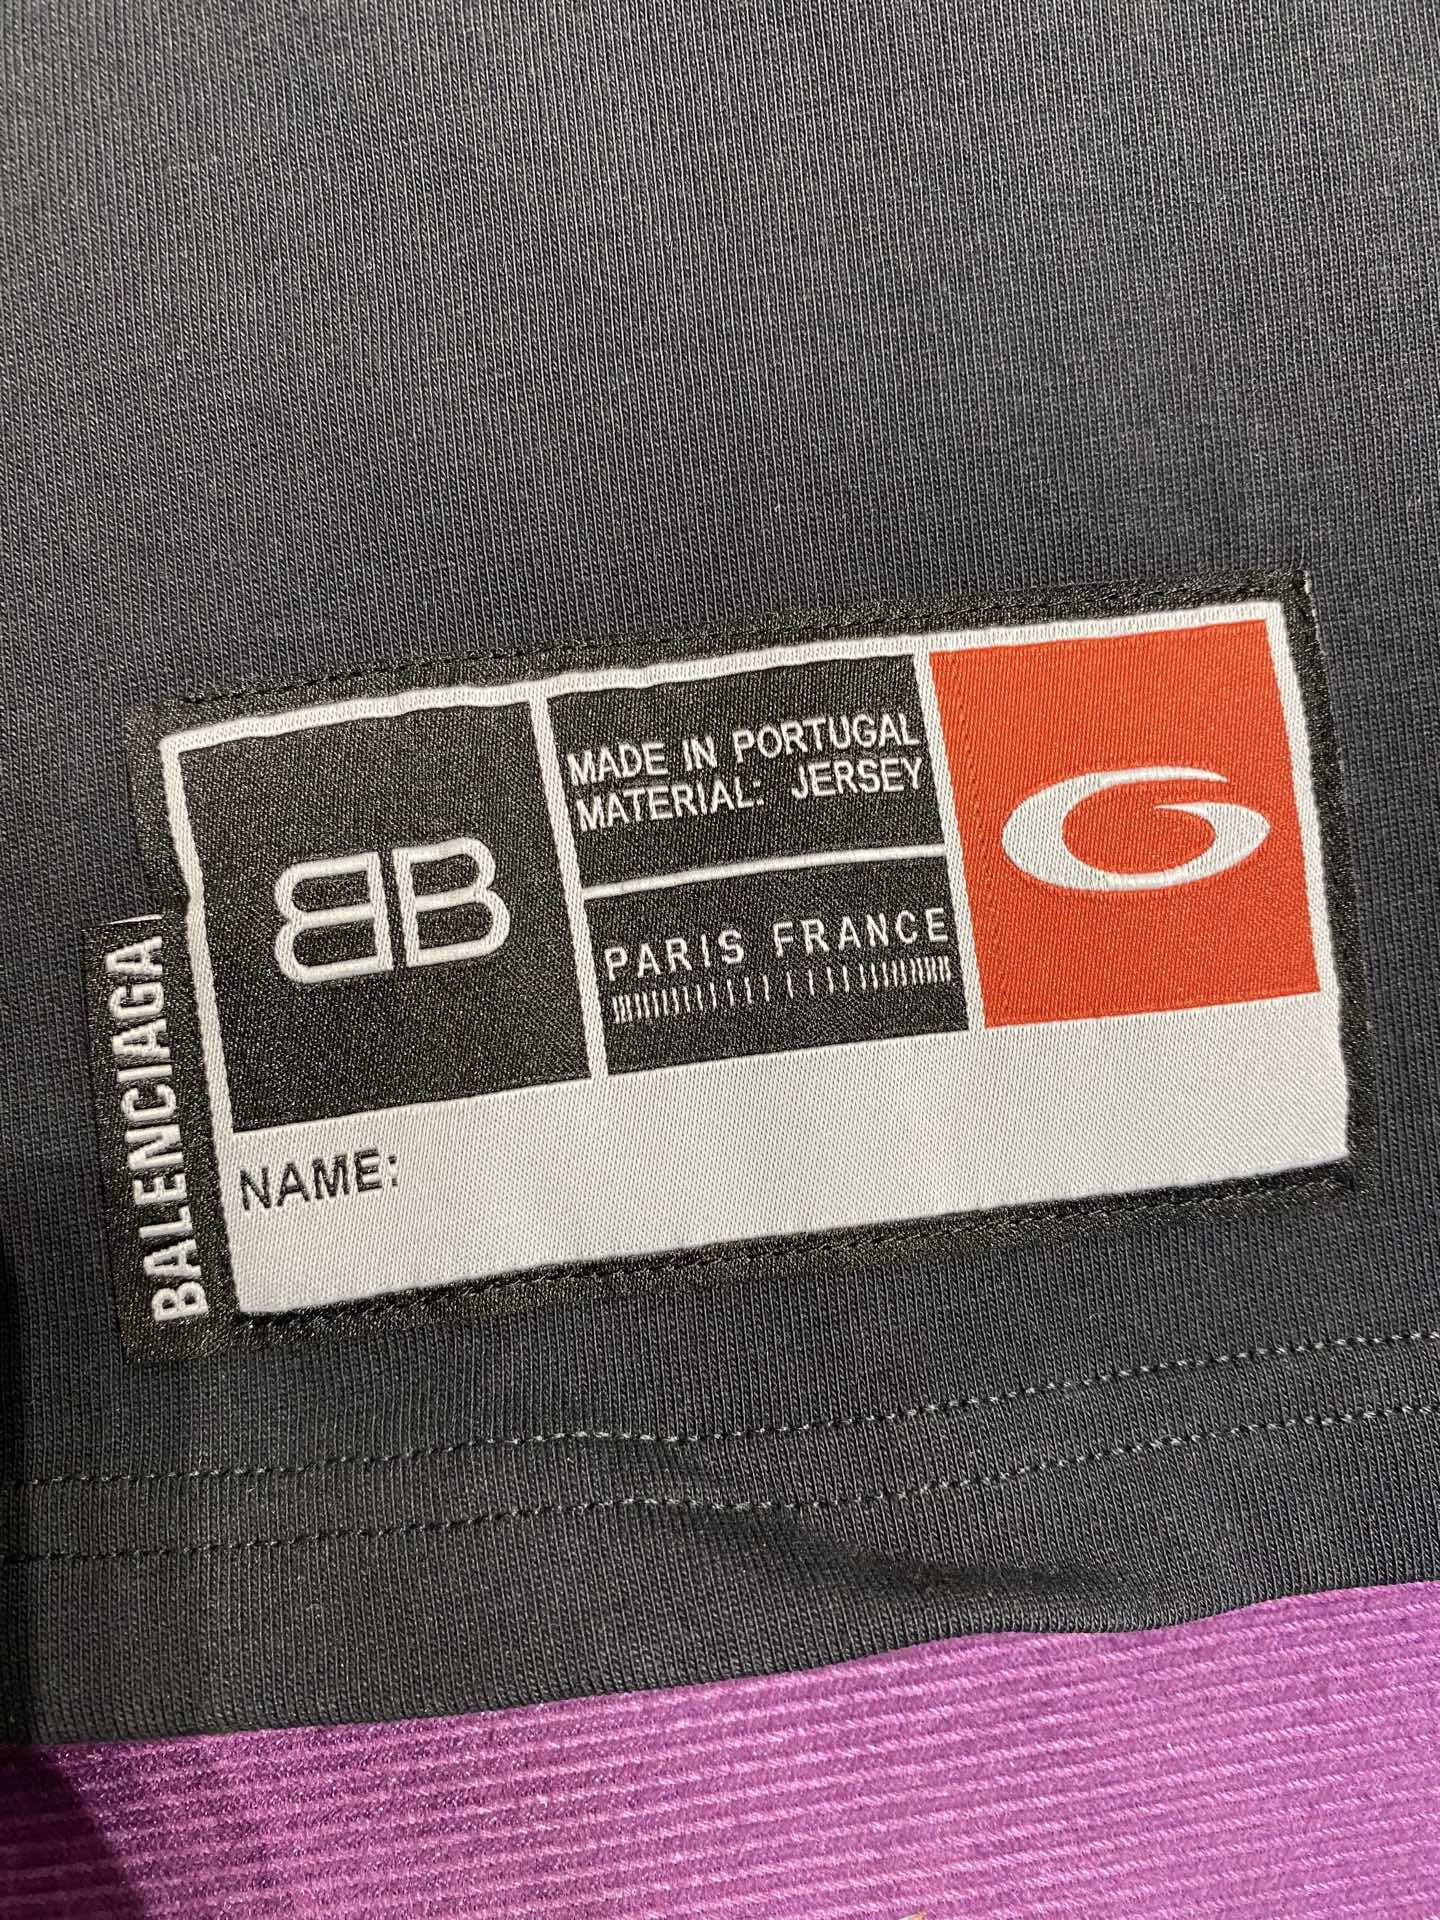 BB
MADE IN PORTUGAL
MATERIAL: JERSEY
PARIS FRANCE
NAME:
BALENCIAGA